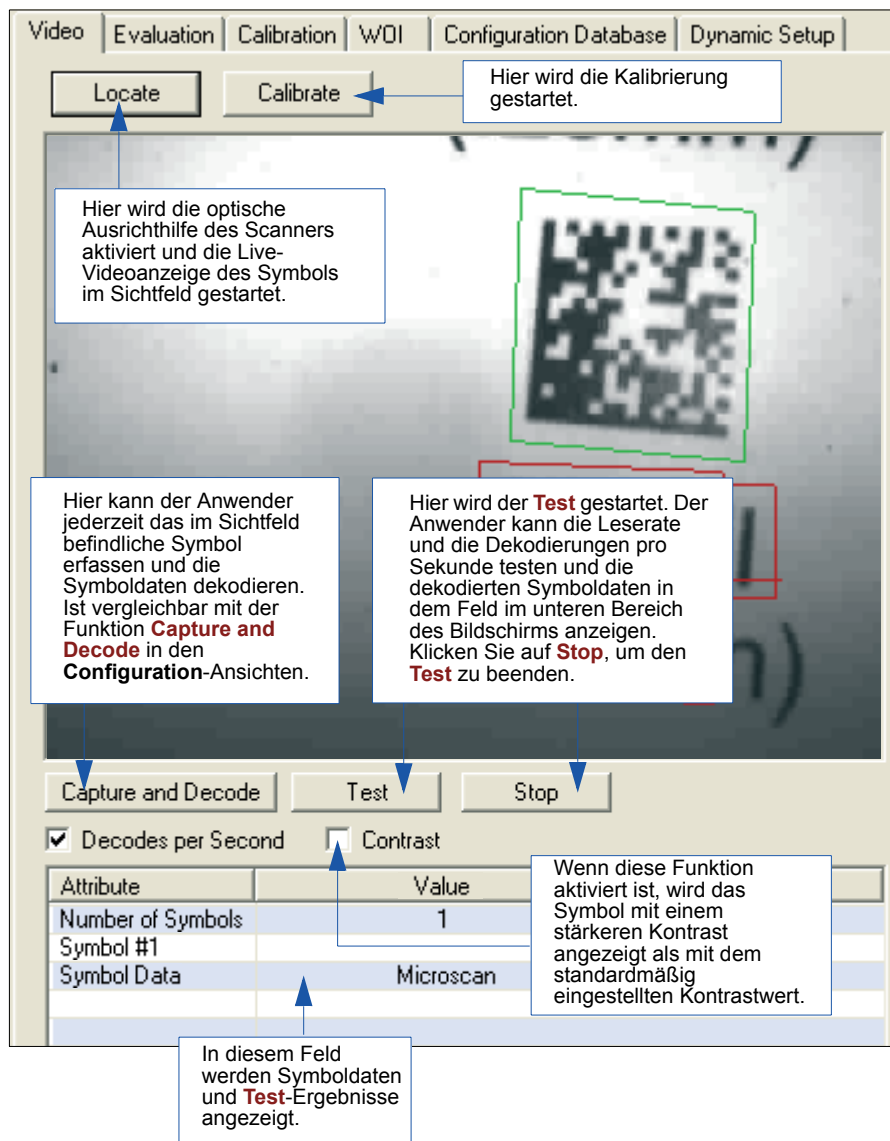 Video Evaluation Calibration WOI Configuration Database Dynamic Setup
Locate Calibrate
Hier wird die Kalibrierung
gestartet.
Hier wird die optische
Ausrichthilfe des Scanners
aktiviert und die Live-
Videoanzeige des Symbols
im Sichtfeld gestartet.
Hier kann der Anwender
jederzeit das im Sichtfeld
befindliche Symbol
erfassen und die
Symboldaten dekodieren.
Ist vergleichbar mit der
Funktion Capture and
Decode in den
Configuration-Ansichten.
Hier wird der Test gestartet. Der
Anwender kann die Leserate
und die Dekodierungen pro
Sekunde testen und die
dekodierten Symboldaten in
dem Feld im unteren Bereich
des Bildschirms anzeigen.
Klicken Sie auf Stop, um den
Test zu beenden.
Capture and Decode Test Stop
Decodes per Second Contrast
Attribute Value
Number of Symbols 1
Symbol #1
Symbol Data Microscan
Wenn diese Funktion
aktiviert ist, wird das
Symbol mit einem
stärkeren Kontrast
angezeigt als mit dem
standardmäßig
eingestellten Kontrastwert.
In diesem Feld
werden Symboldaten
und Test-Ergebnisse
angezeigt.